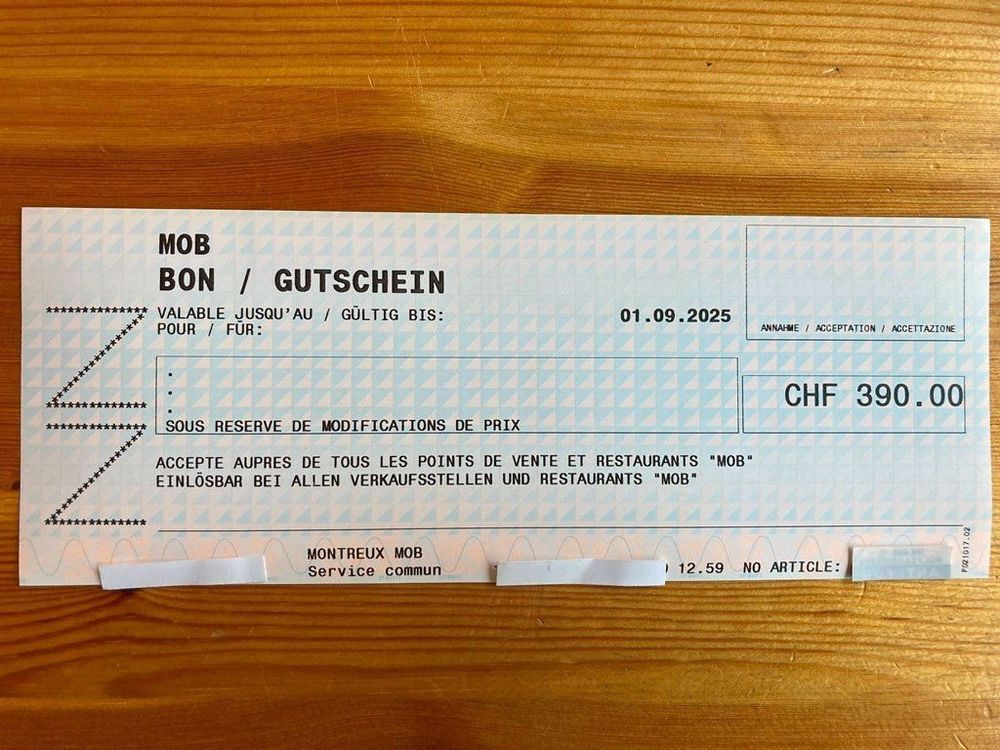 MOB
BON / GUTSCHEIN
VALABLE JUSQU'AU / GÜLTIG BIS: 01.09.2025
POUR / FÜR:
ANNAHME / ACCEPTATION / ACCETTAZIONE
:
:
CHF 390.00
SOUS RESERVE DE MODIFICATIONS DE PRIX
ACCEPTE AUPRES DE TOUS LES POINTS DE VENTE ET RESTAURANTS "MOB"
EINLÖSBAR BEI ALLEN VERKAUFSSTELLEN UND RESTAURANTS "MOB"
MONTREUX MOB
Service commun 12.59 NO ARTICLE:
F021017.02